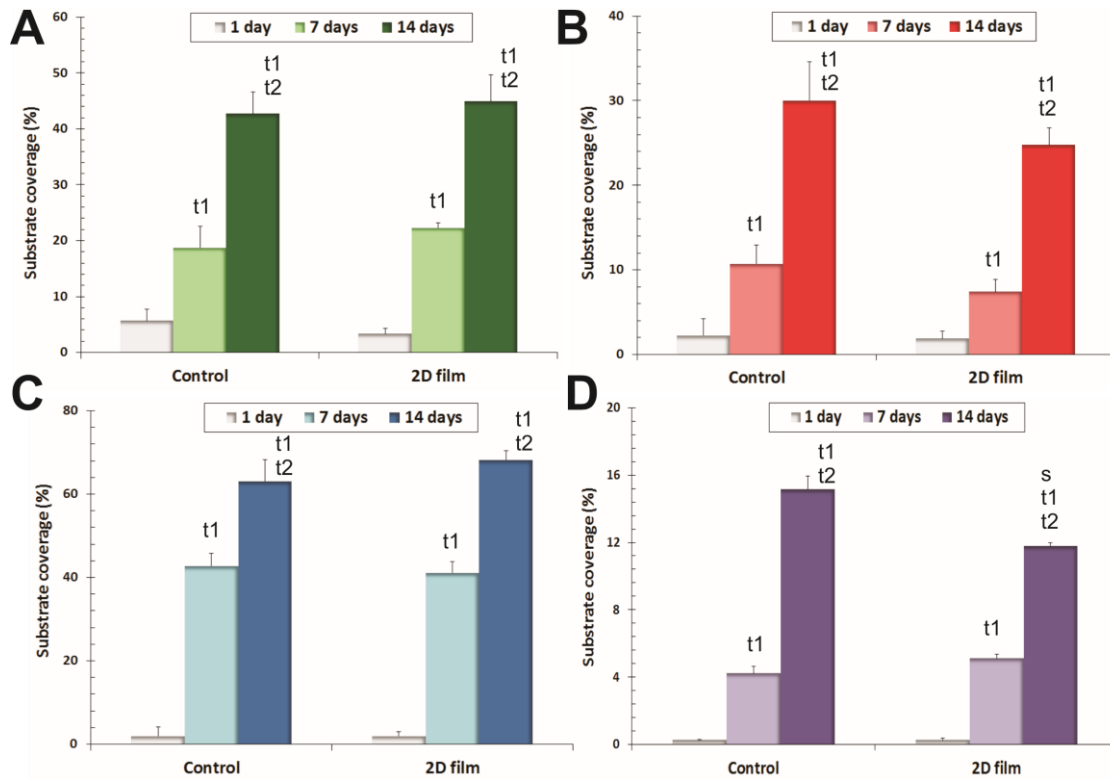 A
1 day 7 days 14 days
Substrate coverage (%)
60
50
40
30
20
10
0
t1
t1
t2
t1
t1
t2
Control 2D film
B
1 day 7 days 14 days
Substrate coverage (%)
40
30
20
10
0
t1
t1
t2
t1
t1
t2
Control 2D film
C
1 day 7 days 14 days
Substrate coverage (%)
80
60
40
20
0
t1
t1
t2
t1
t1
t2
Control 2D film
D
1 day 7 days 14 days
Substrate coverage (%)
20
16
12
8
4
0
t1
t1
t2
t1
s
t1
t2
Control 2D film